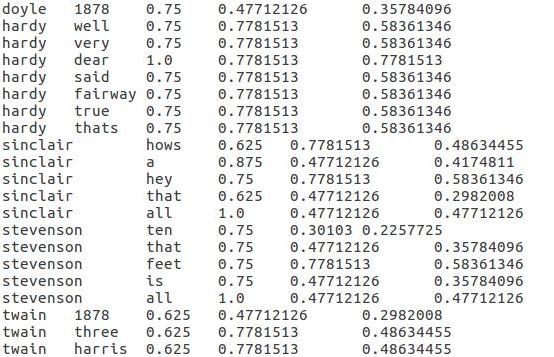 doyle 1878 0.75 0.47712126 0.35784096
hardy well 0.75 0.7781513 0.58361346
hardy very 0.75 0.7781513 0.58361346
hardy dear 1.0 0.7781513 0.7781513
hardy said 0.75 0.7781513 0.58361346
hardy fairway 0.75 0.7781513 0.58361346
hardy true 0.75 0.7781513 0.58361346
hardy thats 0.75 0.7781513 0.58361346
sinclair hows 0.625 0.7781513 0.48634455
sinclair a 0.875 0.47712126 0.4174811
sinclair hey 0.75 0.7781513 0.58361346
sinclair that 0.625 0.47712126 0.2982008
sinclair all 1.0 0.47712126 0.47712126
stevenson ten 0.75 0.30103 0.2257725
stevenson that 0.75 0.47712126 0.35784096
stevenson feet 0.75 0.7781513 0.58361346
stevenson is 0.75 0.47712126 0.35784096
stevenson all 1.0 0.47712126 0.47712126
twain 1878 0.625 0.47712126 0.2982008
twain three 0.625 0.7781513 0.48634455
twain harris 0.625 0.7781513 0.48634455